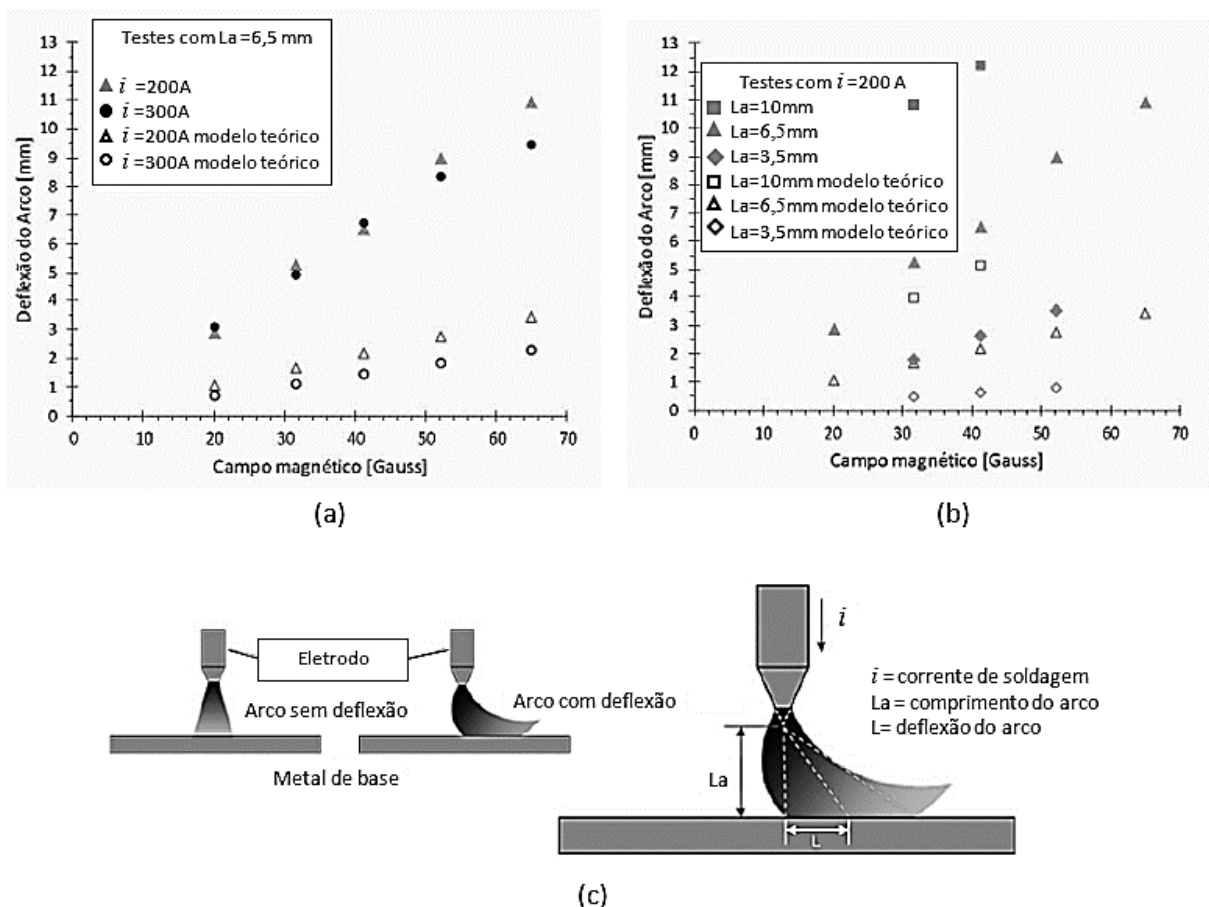 Testes com La =6,5 mm
i =200A
i =300A
i =200A modelo teórico
i =300A modelo teórico
Deflexão do Arco [mm]
13
12
11
10
9
8
7
6
5
4
3
2
1
0
0 10 20 30 40 50 60 70
Campo magnético [Gauss]
(a)
Testes com i =200 A
La=10mm
La=6,5mm
La=3,5mm
La=10mm modelo teórico
La=6,5mm modelo teórico
La=3,5mm modelo teórico
Deflexão do Arco [mm]
13
12
11
10
9
8
7
6
5
4
3
2
1
0
0 10 20 30 40 50 60 70
Campo magnético [Gauss]
(b)
Eletrodo
Arco sem deflexão
Arco com deflexão
Metal de base
i
La
L
i = corrente de soldagem
La = comprimento do arco
L= deflexão do arco
(c)